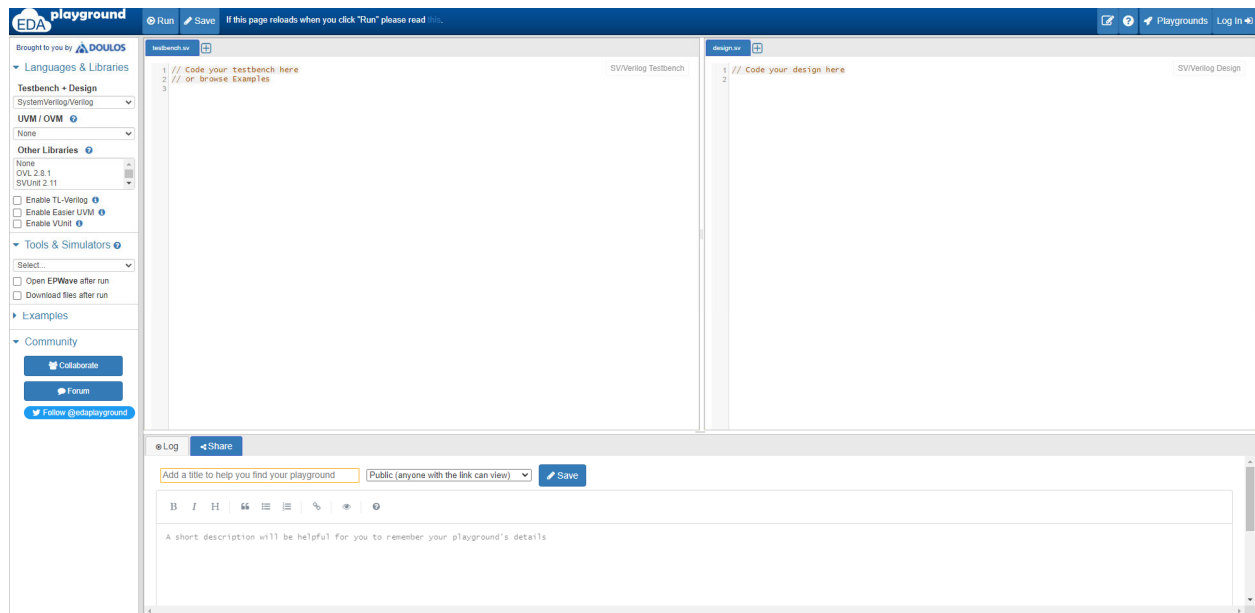 EDA playground
Run Save If this page reloads when you click "Run" please read this.
Playgrounds Log In
Brought to you by DOULOS
Languages & Libraries
Testbench + Design
SystemVerilog/Verilog
UVM / OVM
None
Other Libraries
None
OVL 2.8.1
SVUnit 2.11
Enable TL-Verilog
Enable Easier UVM
Enable VUnit
Tools & Simulators
Select...
Open EPWave after run
Download files after run
Examples
Community
Collaborate
Forum
Follow @edaplayground
testbench.sv
SV/Verilog Testbench
1 // Code your testbench here
2 // or browse Examples
3
design.sv
SV/Verilog Design
1 // Code your design here
2
Log Share
Add a title to help you find your playground Public (anyone with the link can view) Save
B I H
A short description will be helpful for you to remember your playground's details